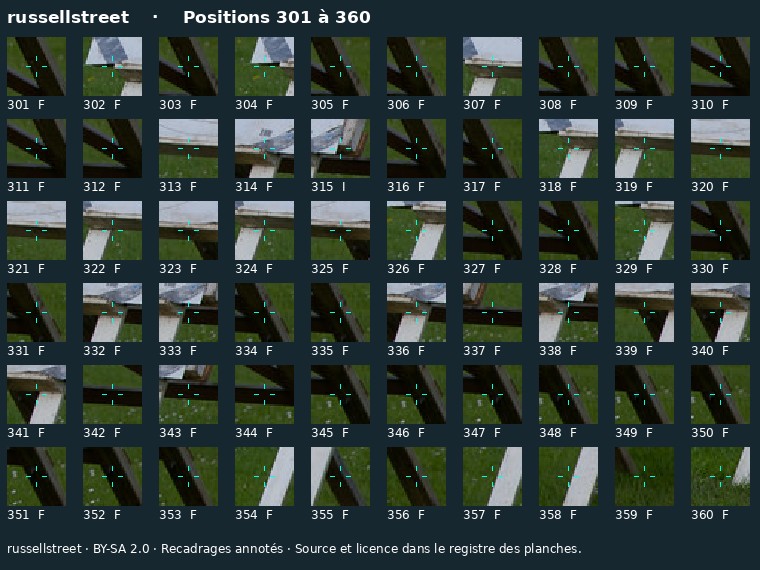 russellstreet · Positions 301 à 360
301 F 302 F 303 F 304 F 305 F 306 F 307 F 308 F 309 F 310 F
311 F 312 F 313 F 314 F 315 I 316 F 317 F 318 F 319 F 320 F
321 F 322 F 323 F 324 F 325 F 326 F 327 F 328 F 329 F 330 F
331 F 332 F 333 F 334 F 335 F 336 F 337 F 338 F 339 F 340 F
341 F 342 F 343 F 344 F 345 F 346 F 347 F 348 F 349 F 350 F
351 F 352 F 353 F 354 F 355 F 356 F 357 F 358 F 359 F 360 F
russellstreet · BY-SA 2.0 · Recadrages annotés · Source et licence dans le registre des planches.